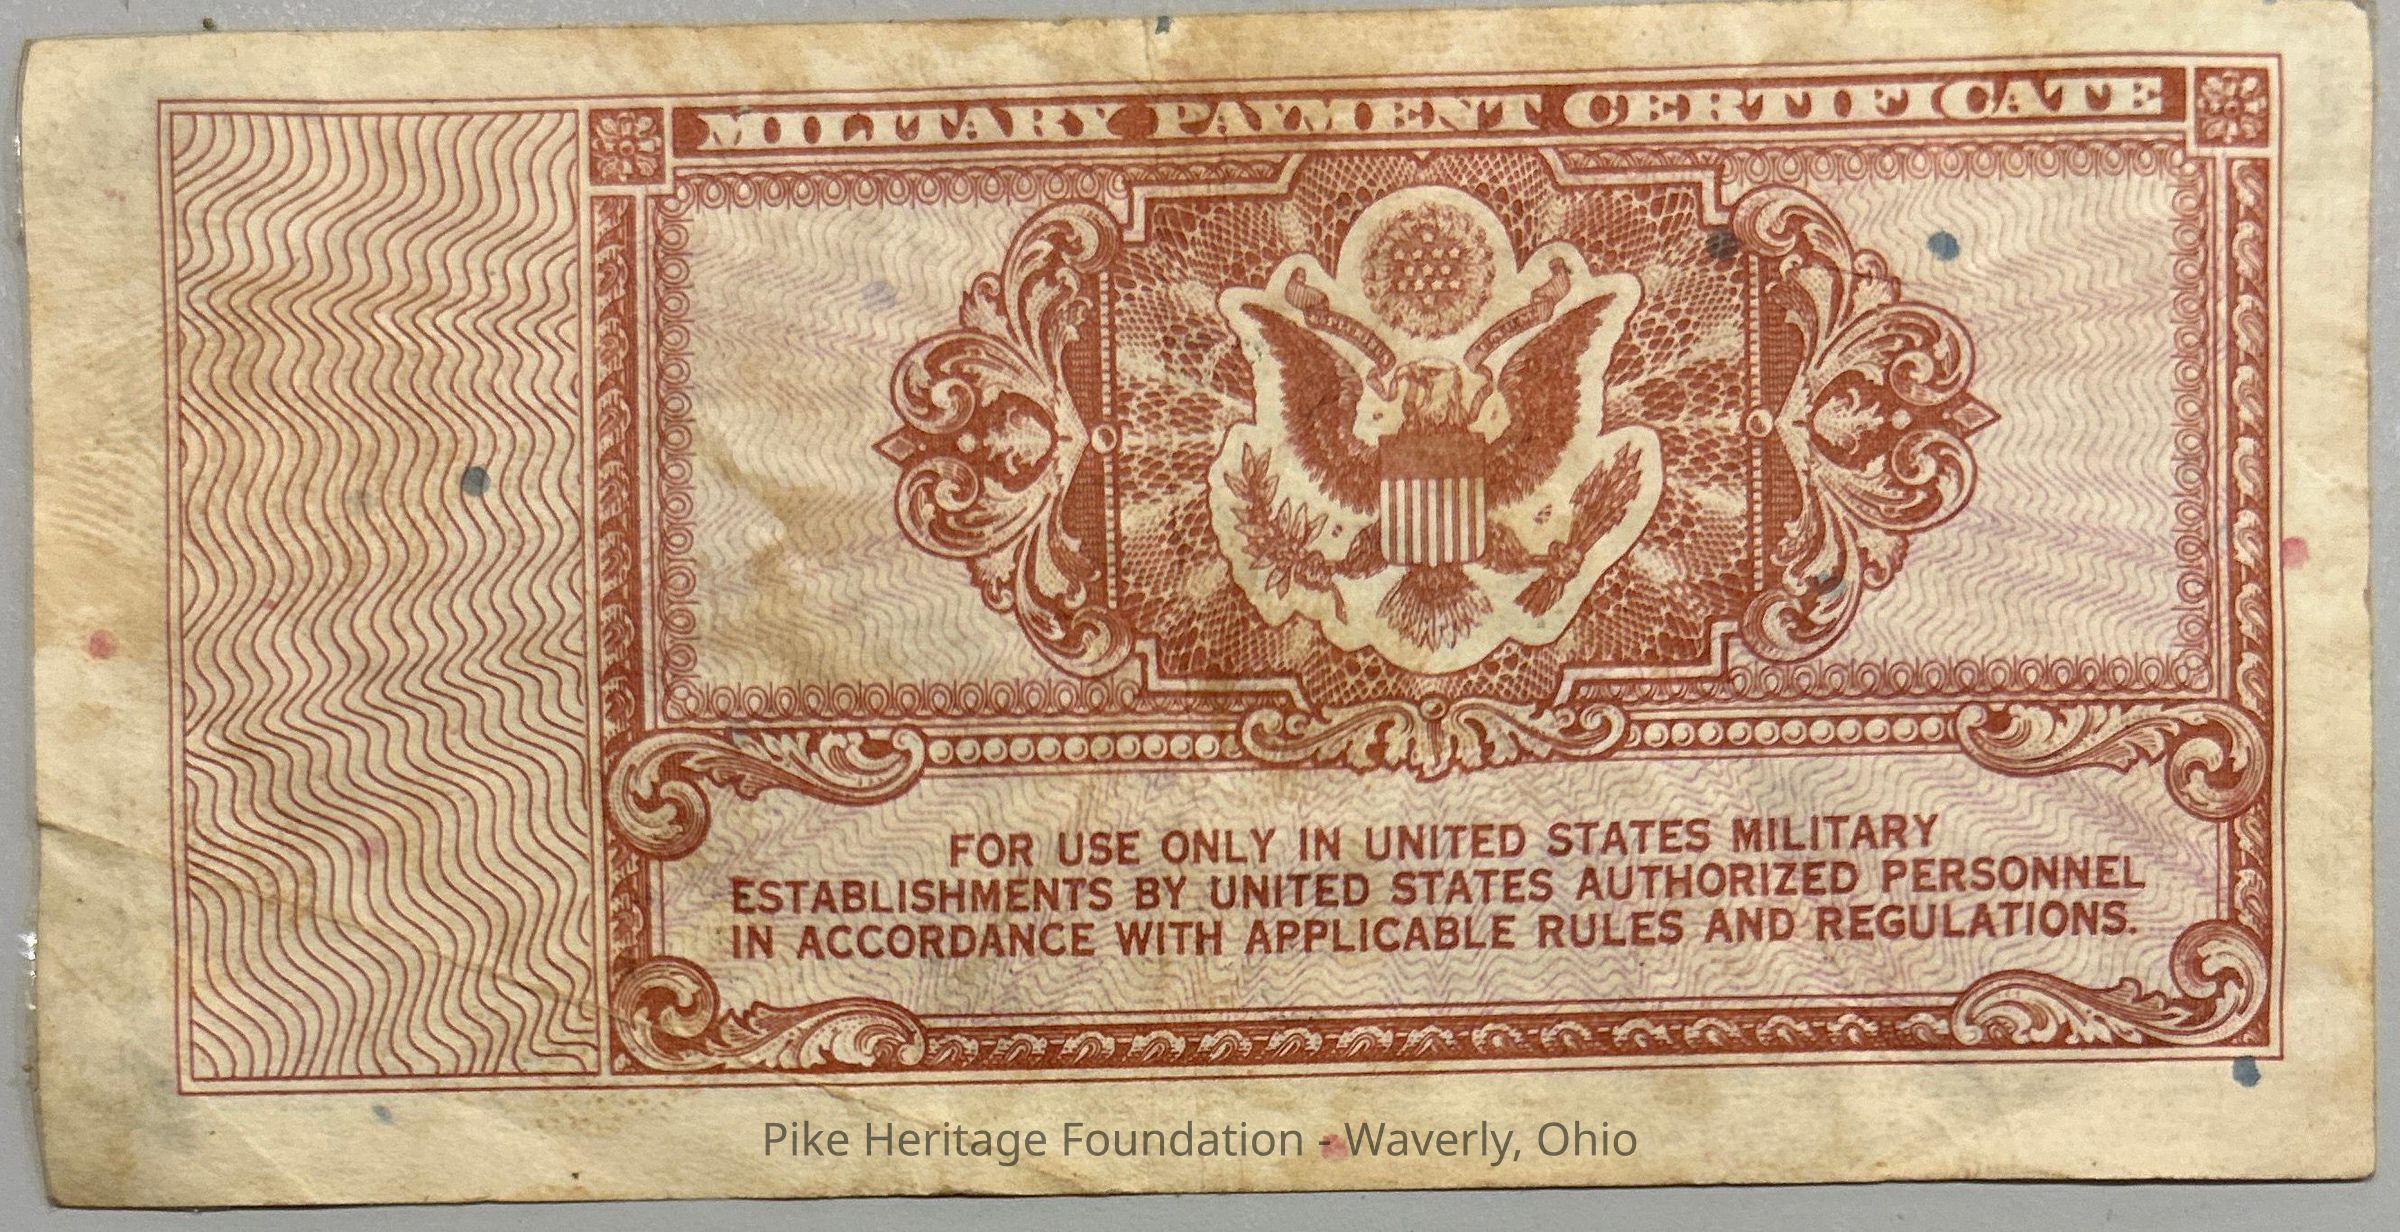 MILITARY PAYMENT CERTIFICATE
FOR USE ONLY IN UNITED STATES MILITARY
ESTABLISHMENTS BY UNITED STATES AUTHORIZED PERSONNEL
IN ACCORDANCE WITH APPLICABLE RULES AND REGULATIONS.
Pike Heritage Foundation - Waverly, Ohio